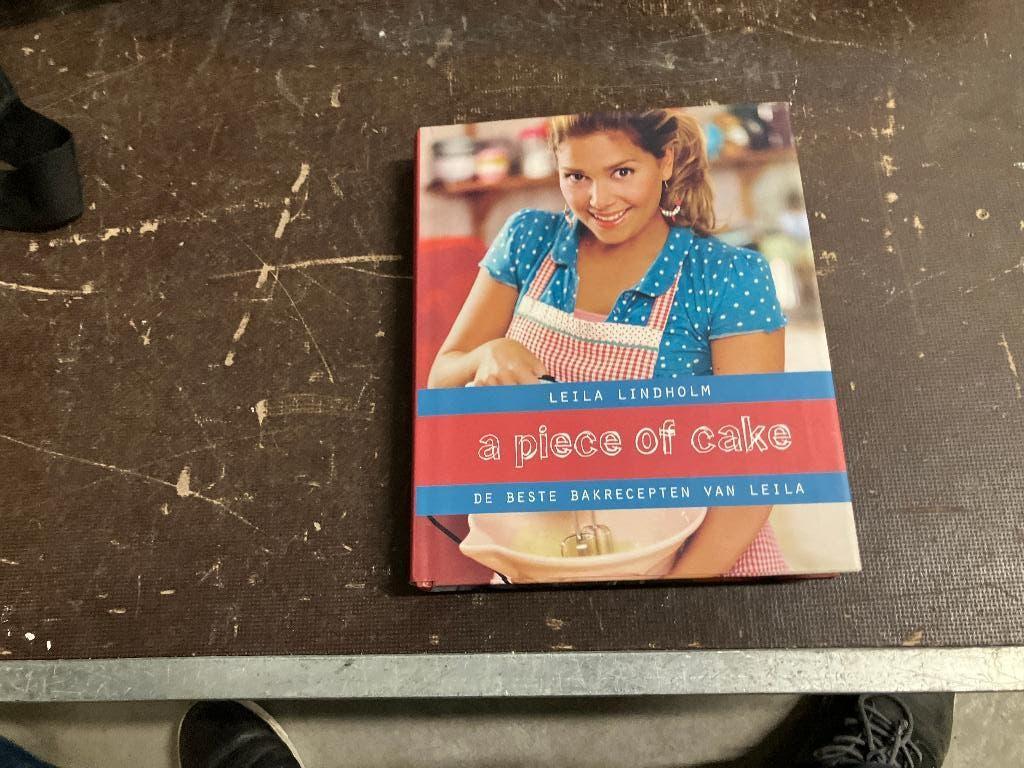 LEILA LINDHOLM
a piece of cake
DE BESTE BAKRECEPTEN VAN LEILA